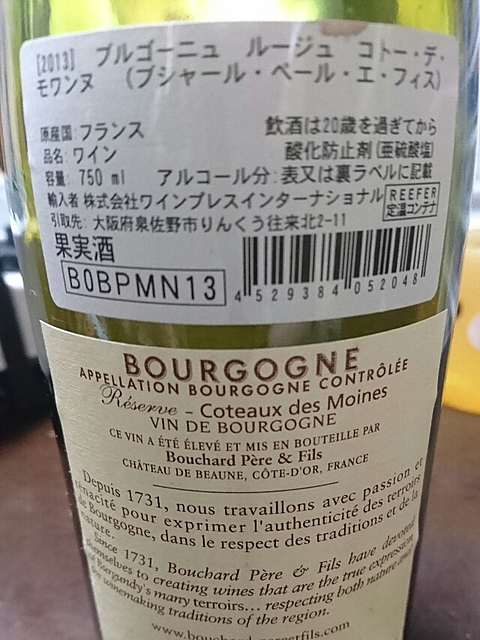 [2013] ブルゴーニュ ルージュ コトー・デ・
モワンヌ (ブシャール・ペール・エ・フィス)
原産国:フランス 飲酒は20歳を過ぎてから
品名:ワイン 酸化防止剤(亜硫酸塩)
容量:750 ml アルコール分:表又は裏ラベルに記載
輸入者 株式会社ワインプレスインターナショナル REEFER
定温コンテナ
引取先:大阪府泉佐野市りんくう往来北2-11
果実酒
B0BPMN13
4 529384 052048
BOURGOGNE
APPELLATION BOURGOGNE CONTRÔLÉE
Réserve - Coteaux des Moines
VIN DE BOURGOGNE
CE VIN A ÉTÉ ÉLEVÉ ET MIS EN BOUTEILLE PAR
Bouchard Père & Fils
CHÂTEAU DE BEAUNE, CÔTE-D'OR, FRANCE
Depuis 1731, nous travaillons avec passion et
ténacité pour exprimer l'authenticité des terroirs
de Bourgogne, dans le respect des traditions et de la
nature.
Since 1731, Bouchard Père & Fils have devoted
themselves to creating wines that are the true expression
of Burgundy's many terroirs... respecting both nature and
the winemaking traditions of the region.